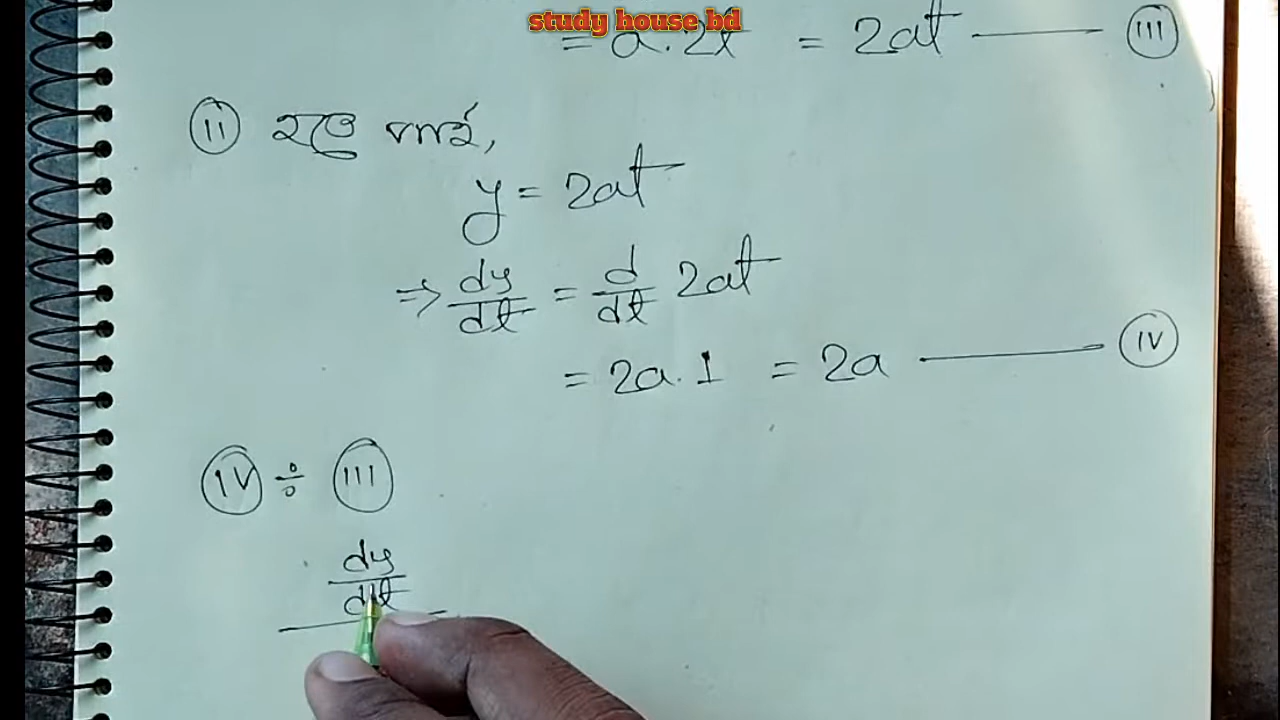 study house bd
= a.2t = 2at — (III)
(II) হতে পাই,
y = 2at
⇒ dy/dt = d/dt 2at
= 2a.1 = 2a — (IV)
(IV) ÷ (III)
dy/dt